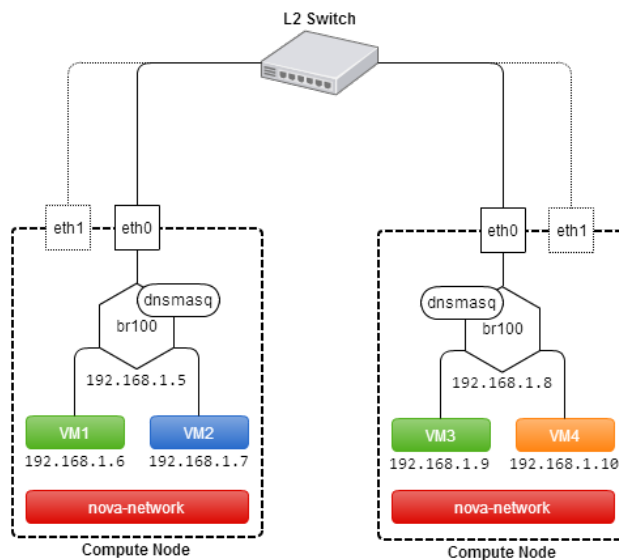 L2 Switch
eth1
eth0
eth0
eth1
dnsmasq
br100
dnsmasq
br100
192.168.1.5
192.168.1.8
VM1
VM2
VM3
VM4
192.168.1.6
192.168.1.7
192.168.1.9
192.168.1.10
nova-network
nova-network
Compute Node
Compute Node